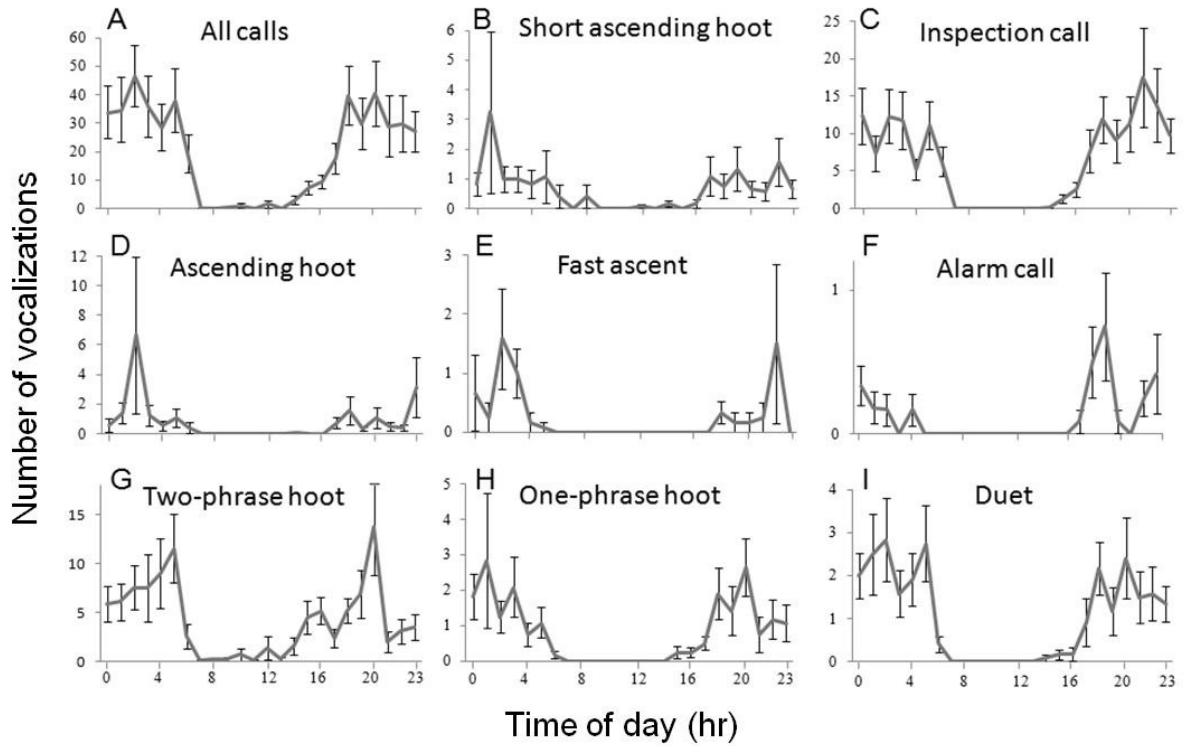 Number of vocalizations
A
All calls
60
50
40
30
20
10
0
B
Short ascending hoot
6
5
4
3
2
1
0
C
Inspection call
25
20
15
10
5
0
D
Ascending hoot
12
10
8
6
4
2
0
E
Fast ascent
3
2
1
0
F
Alarm call
1
0
G
Two-phrase hoot
15
10
5
0
0 4 8 12 16 20 23
H
One-phrase hoot
5
4
3
2
1
0
0 4 8 12 16 20 23
I
Duet
4
3
2
1
0
0 4 8 12 16 20 23
Time of day (hr)